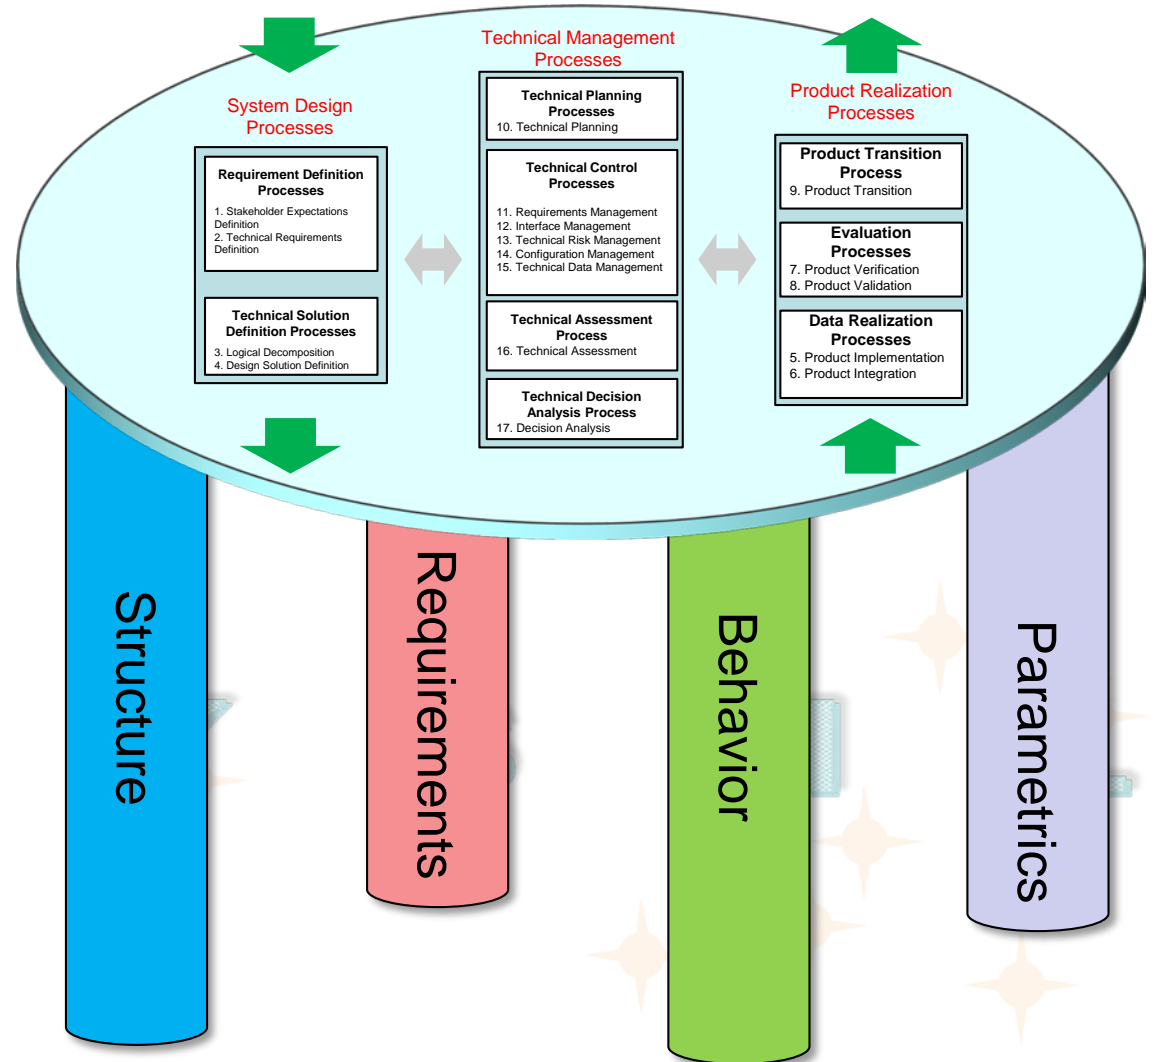 System Design
Processes
Requirement Definition
Processes
1. Stakeholder Expectations
Definition
2. Technical Requirements
Definition
Technical Solution
Definition Processes
3. Logical Decomposition
4. Design Solution Definition
Technical Management
Processes
Technical Planning
Processes
10. Technical Planning
Technical Control
Processes
11. Requirements Management
12. Interface Management
13. Technical Risk Management
14. Configuration Management
15. Technical Data Management
Technical Assessment
Process
16. Technical Assessment
Technical Decision
Analysis Process
17. Decision Analysis
Product Realization
Processes
Product Transition
Process
9. Product Transition
Evaluation
Processes
7. Product Verification
8. Product Validation
Data Realization
Processes
5. Product Implementation
6. Product Integration
Structure
Requirements
Behavior
Parametrics